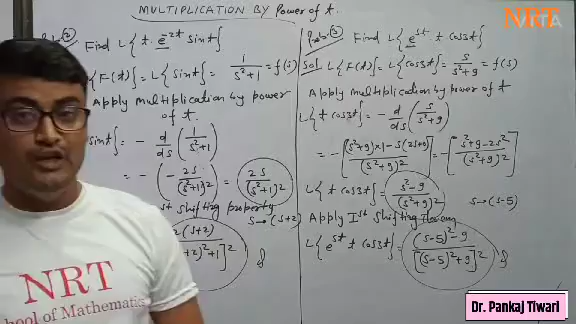 MULTIPLICATION BY Power of t.
NRT
Find L{t. e^-2t Sint}
L{F(t)} = L{Sint} = 1/(s²+1) = f(s)
Apply multiplication by power of t.
Sint} = - d/ds (1/(s²+1))
= - (- 2s/(s²+1)²) = 2s/(s²+1)²
st shifting property
s→(s+2)
2(s+2)
+2)²+1]²
Find L{e^5t t cos3t}
Sol L{F(t)} = L{cos3t} = s/(s²+9) = f(s)
Apply multiplication by power of t
L{t cos3t} = - d/ds (s/(s²+9))
= - [(s²+9)×1 - s(2s+0)/(s²+9)²] = - [s²+9-2s²/(s²+9)²]
L{t cos3t} = s²-9/(s²+9)² s→(s-5)
Apply Ist Shifting theorem
L{e^5t t cos3t} = (s-5)²-9/[(s-5)²+9]²
NRT
School of Mathematics
Dr. Pankaj Tiwari